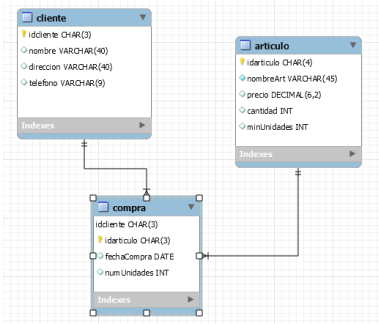 cliente
idcliente CHAR(3)
nombre VARCHAR(40)
direccion VARCHAR(40)
telefono VARCHAR(9)
Indexes
articulo
idarticulo CHAR(4)
nombreArt VARCHAR(45)
precio DECIMAL(6,2)
cantidad INT
minUnidades INT
Indexes
compra
idcliente CHAR(3)
idarticulo CHAR(3)
fechaCompra DATE
numUnidades INT
Indexes